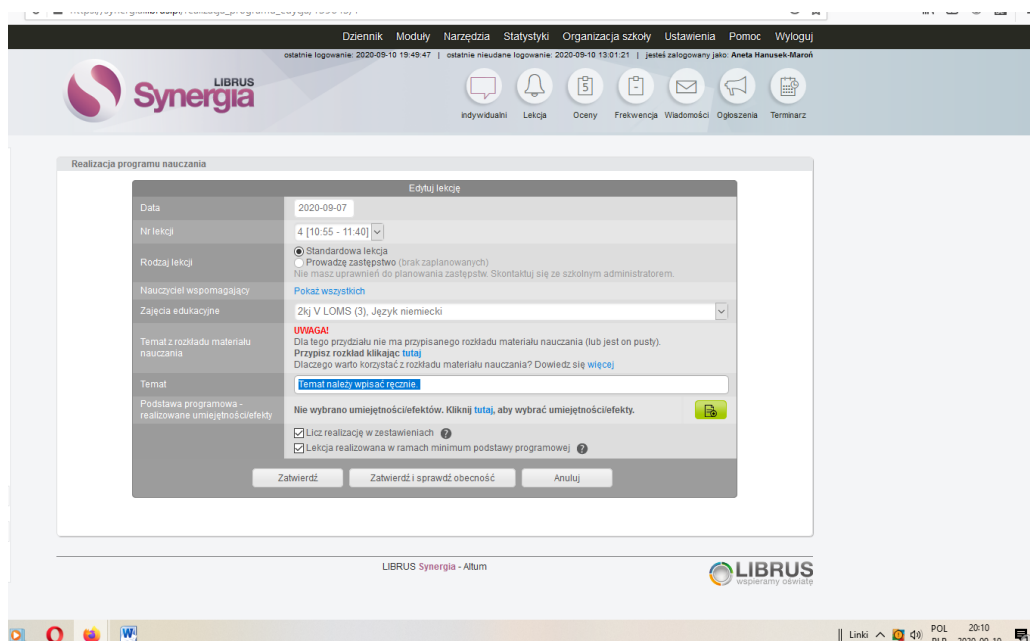 Dziennik Moduły Narzędzia Statystyki Organizacja szkoły Ustawienia Pomoc Wyloguj
ostatnie logowanie: 2020-09-10 19:49:47 | ostatnie nieudane logowanie: 2020-09-10 13:01:21 | jesteś zalogowany jako: Aneta Hanusek-Maroń
LIBRUS
Synergia
5
indywidualni Lekcja Oceny Frekwencja Wiadomości Ogłoszenia Terminarz
Realizacja programu nauczania
Edytuj lekcję
Data 2020-09-07
Nr lekcji 4 [10:55 - 11:40]
Rodzaj lekcji
Standardowa lekcja
Prowadzę zastępstwo (brak zaplanowanych)
Nie masz uprawnień do planowania zastępstw. Skontaktuj się ze szkolnym administratorem.
Nauczyciel wspomagający Pokaż wszystkich
Zajęcia edukacyjne 2kj V LOMS (3), Język niemiecki
Temat z rozkładu materiału
nauczania
UWAGA!
Dla tego przydziału nie ma przypisanego rozkładu materiału nauczania (lub jest on pusty).
Przypisz rozkład klikając tutaj
Dlaczego warto korzystać z rozkładu materiału nauczania? Dowiedz się więcej
Temat Temat należy wpisać ręcznie.
Podstawa programowa -
realizowane umiejętności/efekty
Nie wybrano umiejętności/efektów. Kliknij tutaj, aby wybrać umiejętności/efekty.
Licz realizację w zestawieniach ?
Lekcja realizowana w ramach minimum podstawy programowej ?
Zatwierdź Zatwierdź i sprawdź obecność Anuluj
LIBRUS Synergia - Altum
LIBRUS
wspieramy oświatę
Linki POL 20:10
2020-09-10